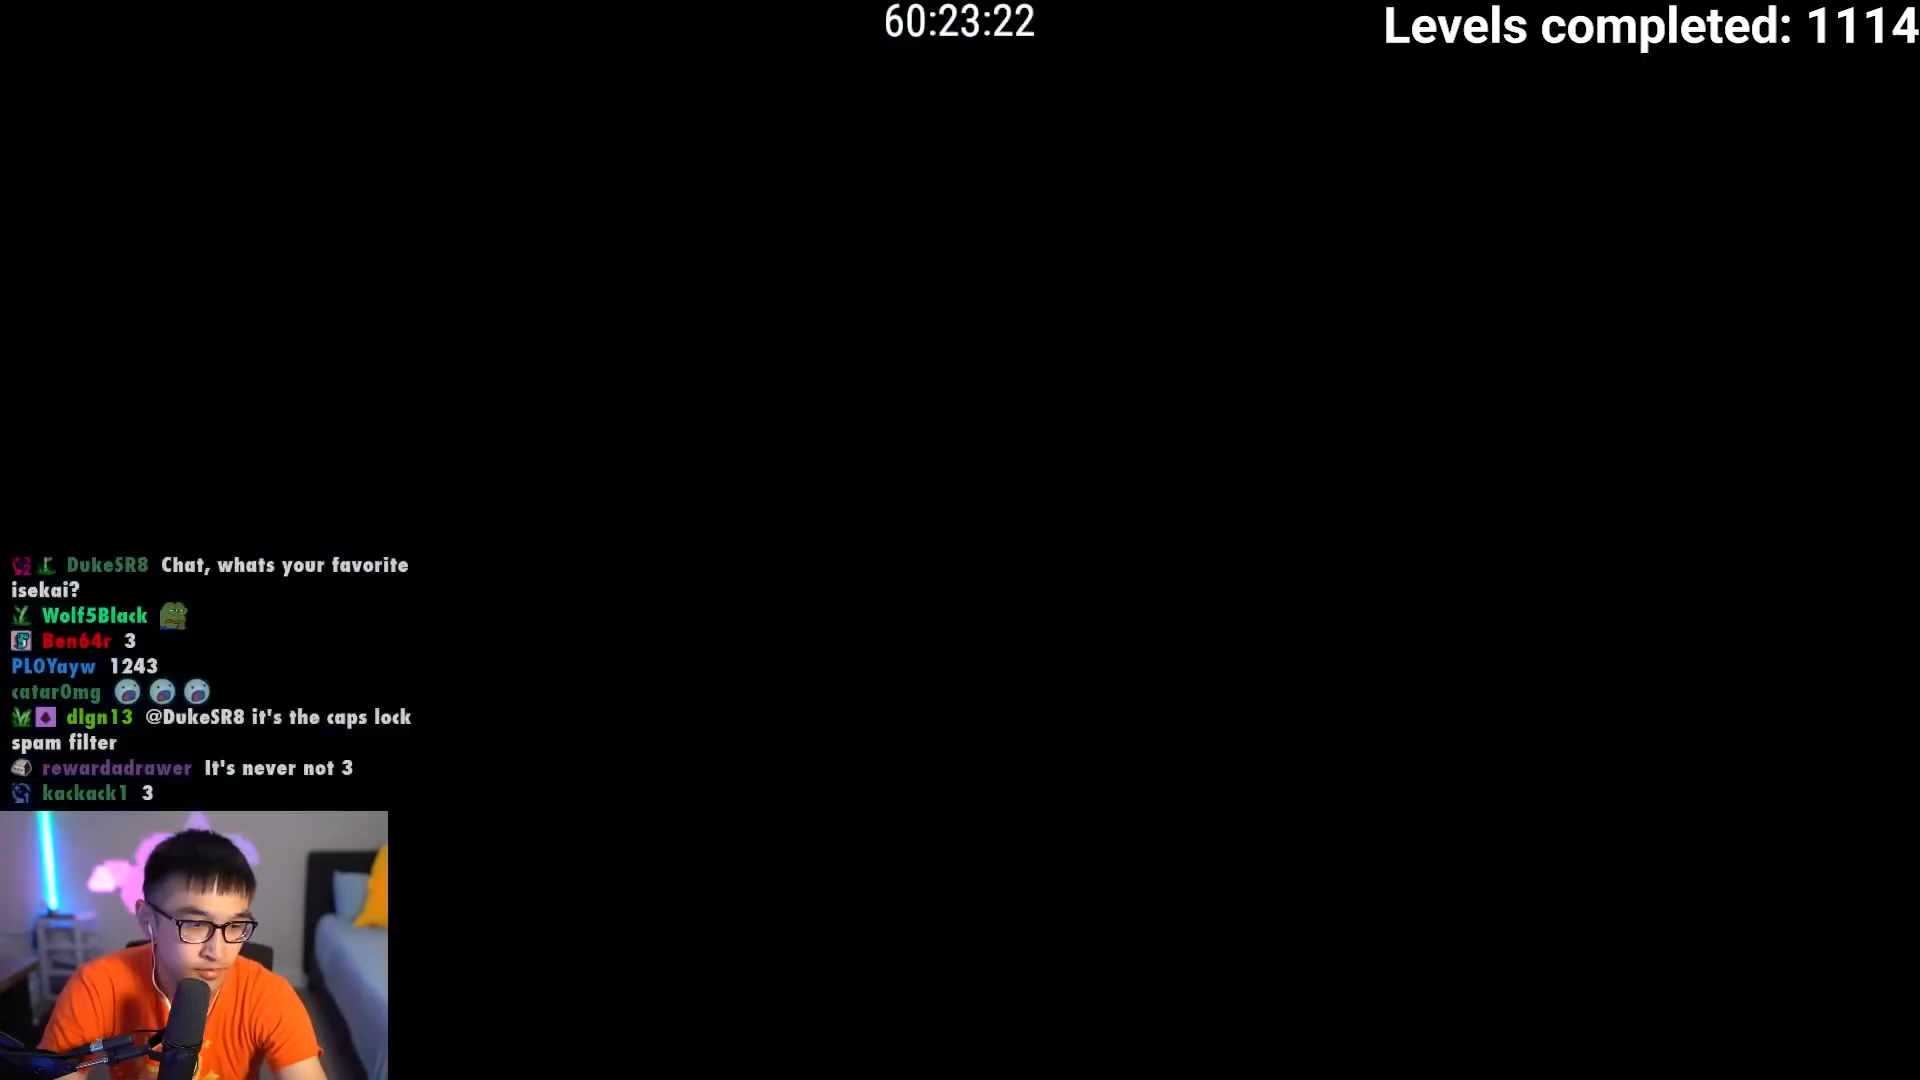 60:23:22
Levels completed: 1114
DukeSR8 Chat, whats your favorite
isekai?
Wolf5Black
Ben64r 3
PL0Yayw 1243
catar0mg
dlgn13 @DukeSR8 it's the caps lock
spam filter
rewardadrawer It's never not 3
kackack1 3